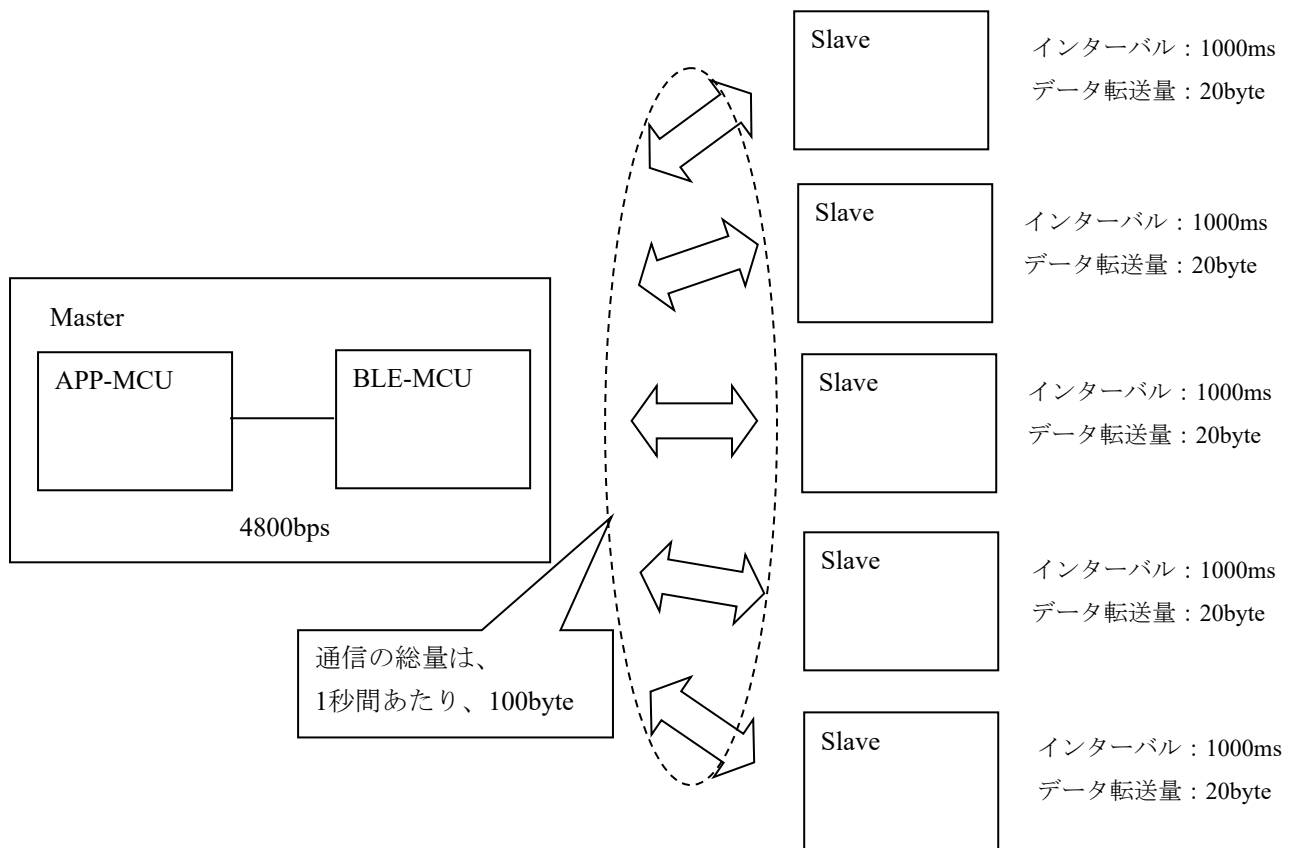 Slave
インターバル：1000ms
データ転送量：20byte
Slave
インターバル：1000ms
データ転送量：20byte
Master
APP-MCU
BLE-MCU
4800bps
Slave
インターバル：1000ms
データ転送量：20byte
Slave
インターバル：1000ms
データ転送量：20byte
通信の総量は、
1秒間あたり、100byte
Slave
インターバル：1000ms
データ転送量：20byte